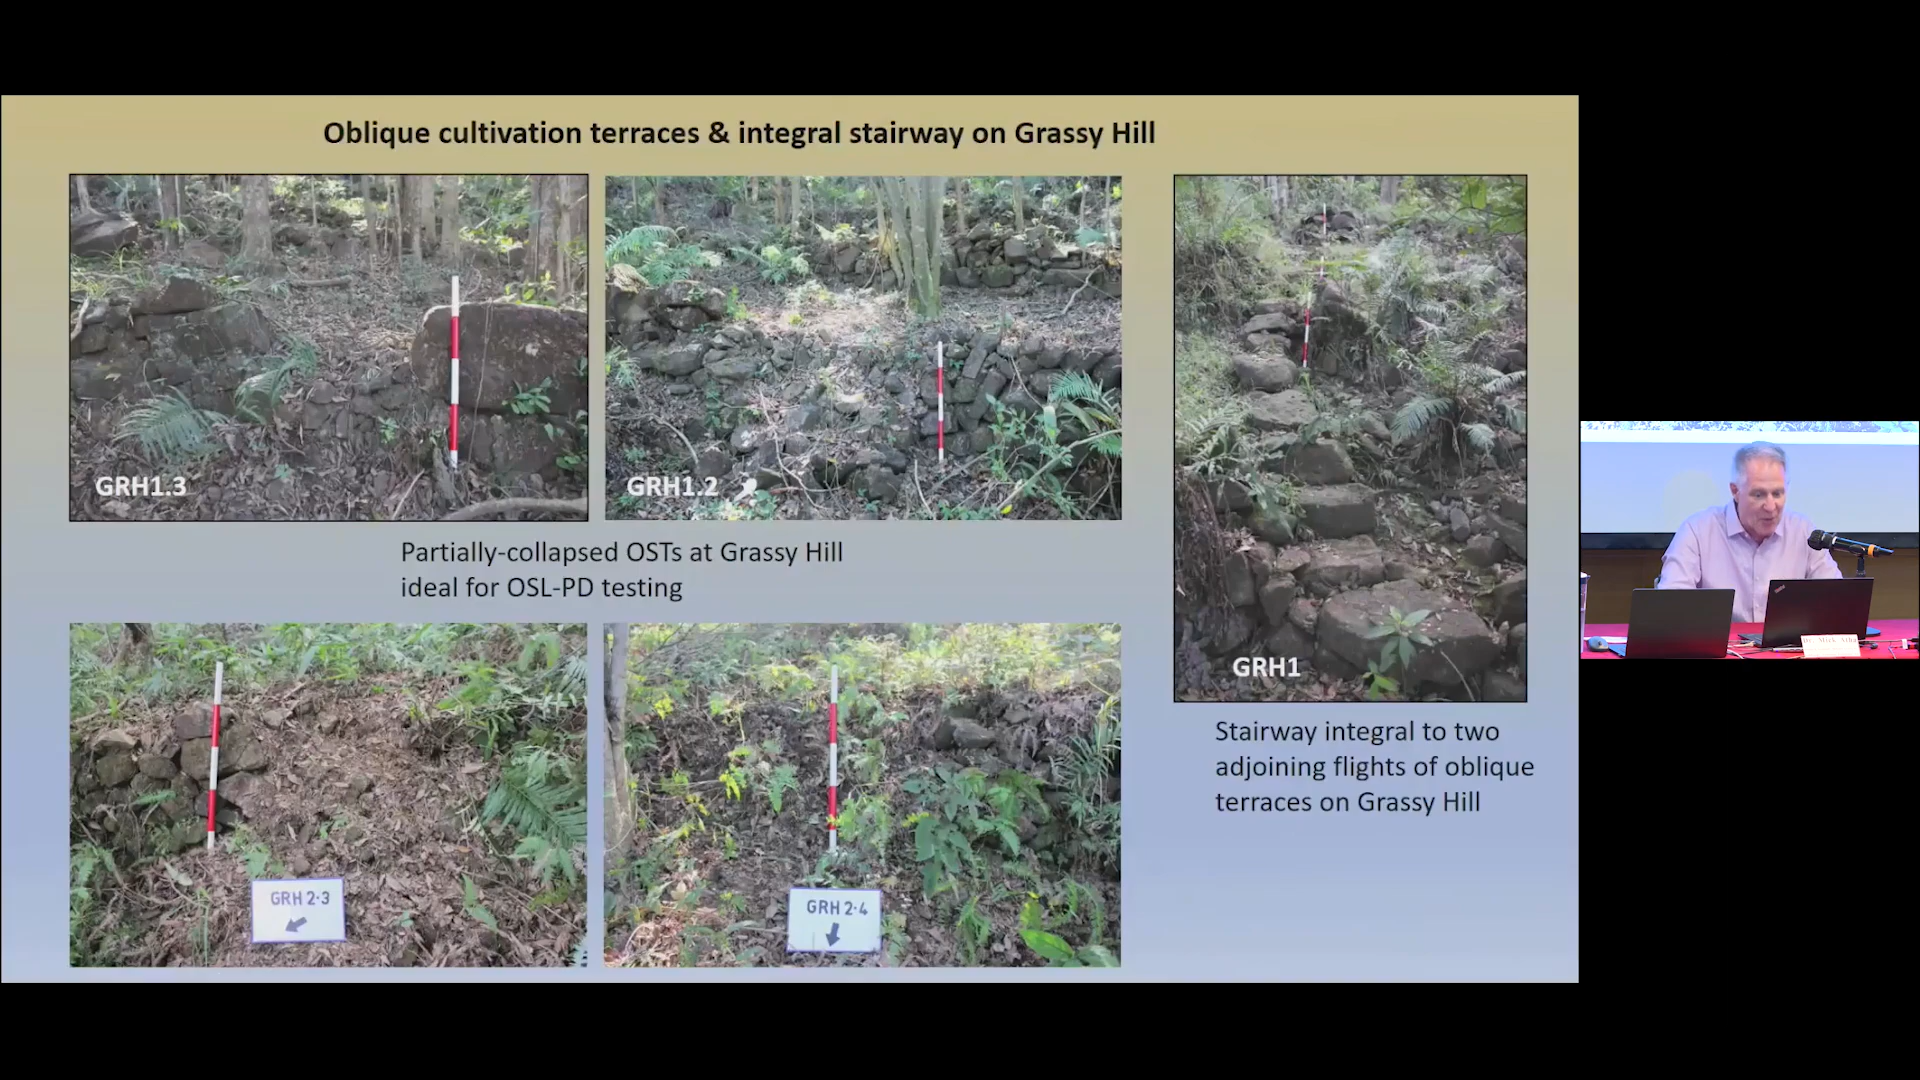 Oblique cultivation terraces & integral stairway on Grassy Hill
GRH1.3
GRH1.2
GRH1
Partially-collapsed OSTs at Grassy Hill
ideal for OSL-PD testing
Stairway integral to two
adjoining flights of oblique
terraces on Grassy Hill
GRH 2·3
GRH 2·4